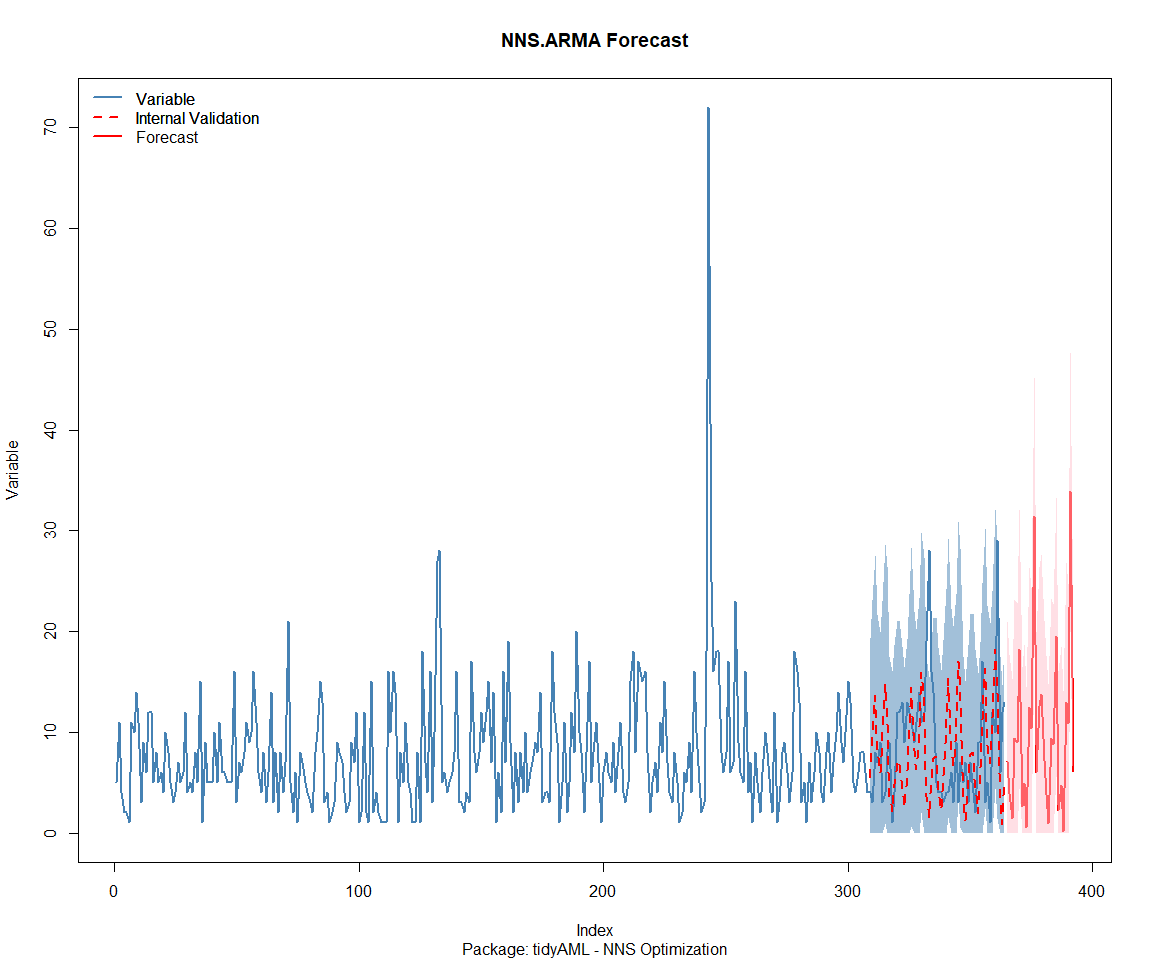 NNS.ARMA Forecast
Variable
Internal Validation
Forecast
Variable
70
60
50
40
30
20
10
0
0 100 200 300 400
Index
Package: tidyAML - NNS Optimization